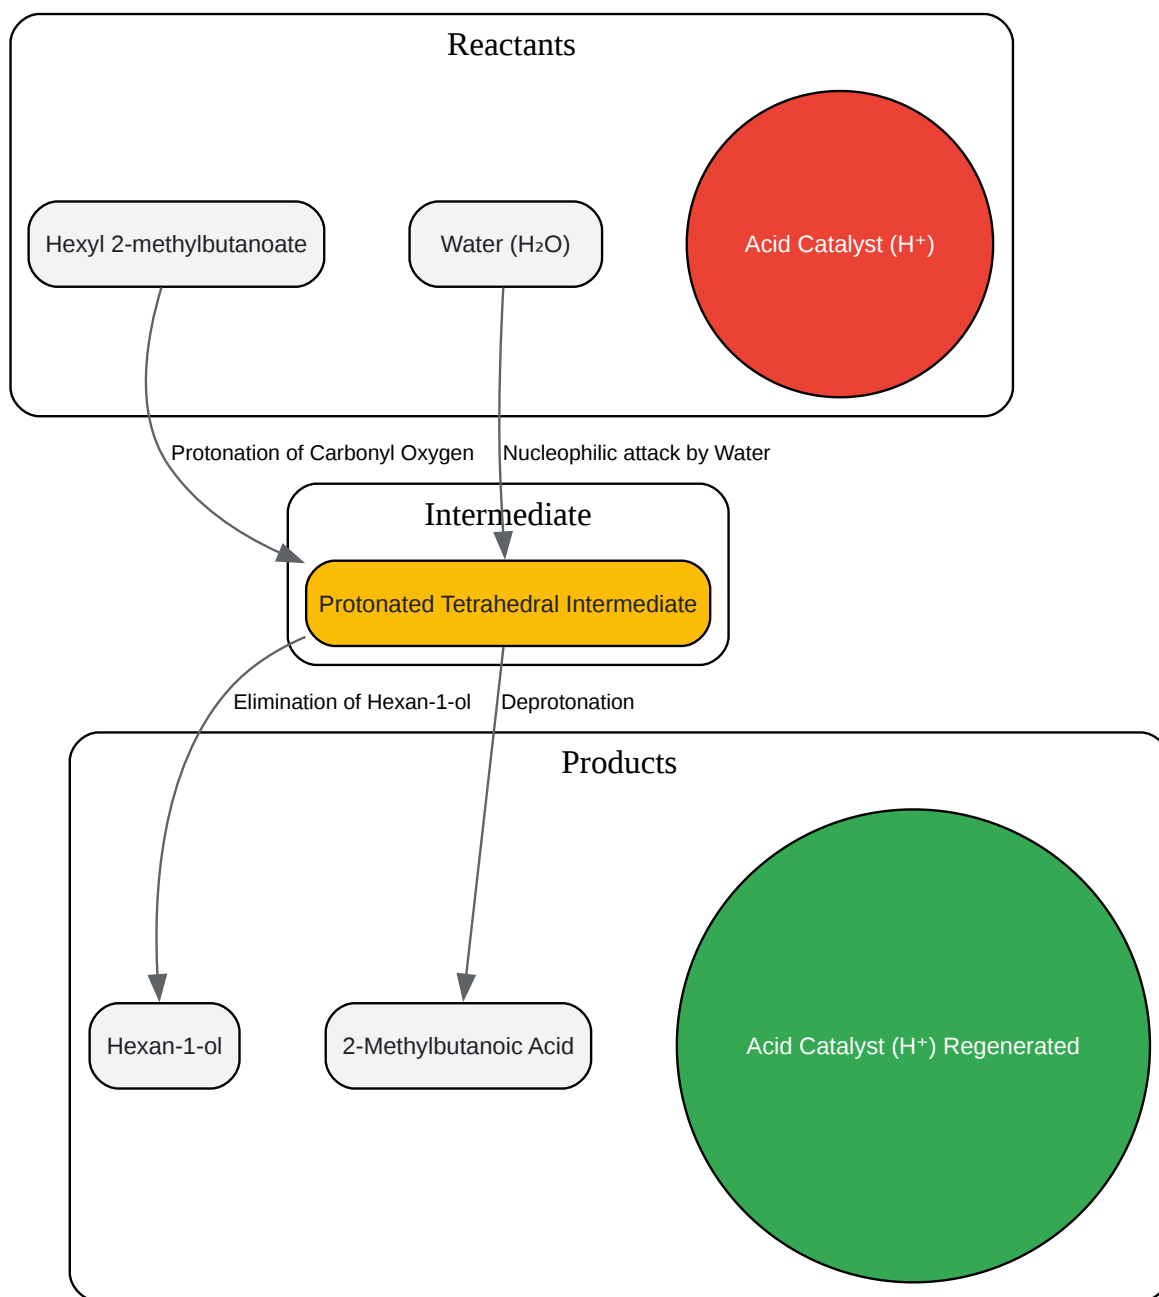 Reactants
Hexyl 2-methylbutanoate
Water (H₂O)
Acid Catalyst (H⁺)
Protonation of Carbonyl Oxygen
Nucleophilic attack by Water
Intermediate
Protonated Tetrahedral Intermediate
Elimination of Hexan-1-ol
Deprotonation
Products
Hexan-1-ol
2-Methylbutanoic Acid
Acid Catalyst (H⁺) Regenerated